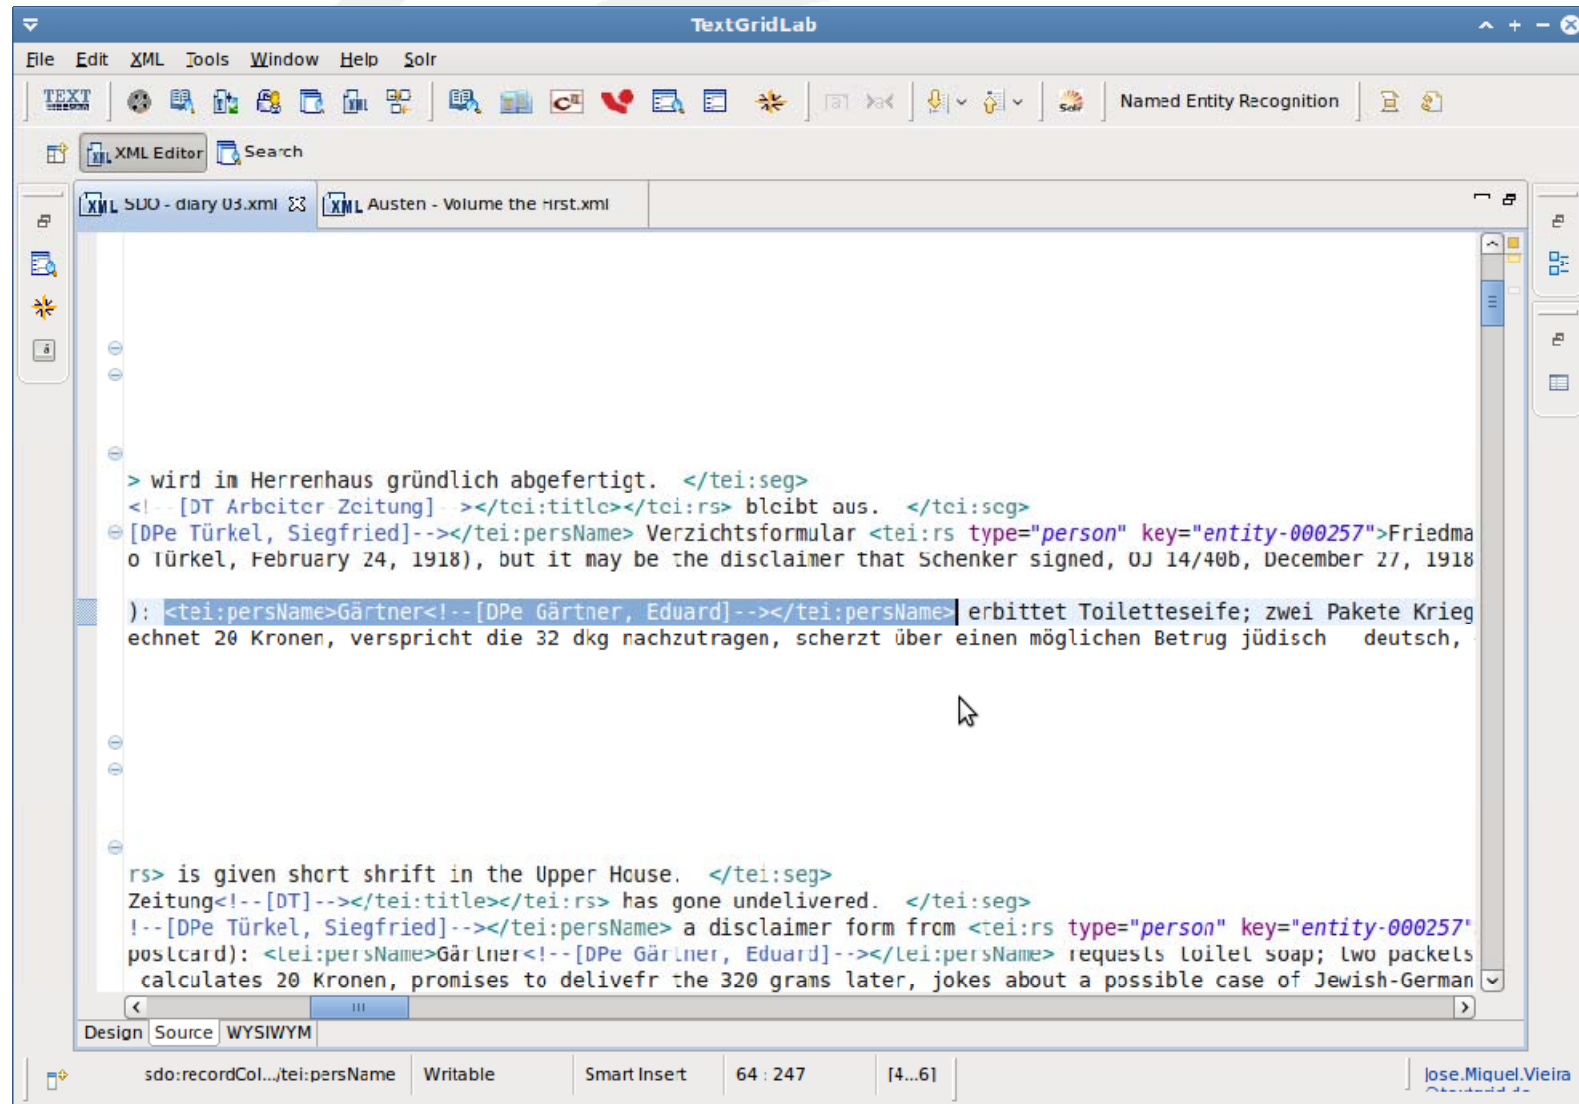 TextGridLab
File Edit XML Tools Window Help Solr
TEXT Named Entity Recognition
XML Editor Search
XML SDO - diary 03.xml XML Austen - Volume the First.xml
> wird im Herrenhaus gründlich abgefertigt. </tei:seg>
<!--[DT Arbeiter-Zeitung]--></tei:title></tei:rs> bleibt aus. </tei:seg>
[DPe Türkel, Siegfried]--></tei:persName> Verzichtsformular <tei:rs type="person" key="entity-000257">Friedma
o Türkel, February 24, 1918), but it may be the disclaimer that Schenker signed, OJ 14/40b, December 27, 1918
): <tei:persName>Gärtner<!--[DPe Gärtner, Eduard]--></tei:persName> erbittet Toiletteseife; zwei Pakete Krieg
echnet 20 Kronen, verspricht die 32 dkg nachzutragen, scherzt über einen möglichen Betrug jüdisch deutsch,
rs> is given short shrift in the Upper House. </tei:seg>
Zeitung<!--[DT]--></tei:title></tei:rs> has gone undelivered. </tei:seg>
!--[DPe Türkel, Siegfried]--></tei:persName> a disclaimer form from <tei:rs type="person" key="entity-000257"
postcard): <tei:persName>Gärtner<!--[DPe Gärtner, Eduard]--></tei:persName> requests toilet soap; two packets
calculates 20 Kronen, promises to delivefr the 320 grams later, jokes about a possible case of Jewish-German
Design Source WYSIWYM
sdo:recordCol.../tei:persName Writable Smart Insert 64 : 247 [4...6] Jose.Miquel.Vieira